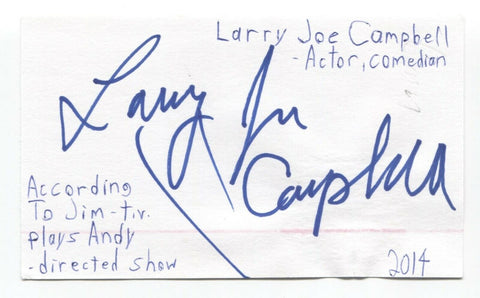 Larry Joe Campbell
- Actor, comedian
Larry Joe
Campbell
According
To Jim - t.v.
plays Andy
- directed show
2014